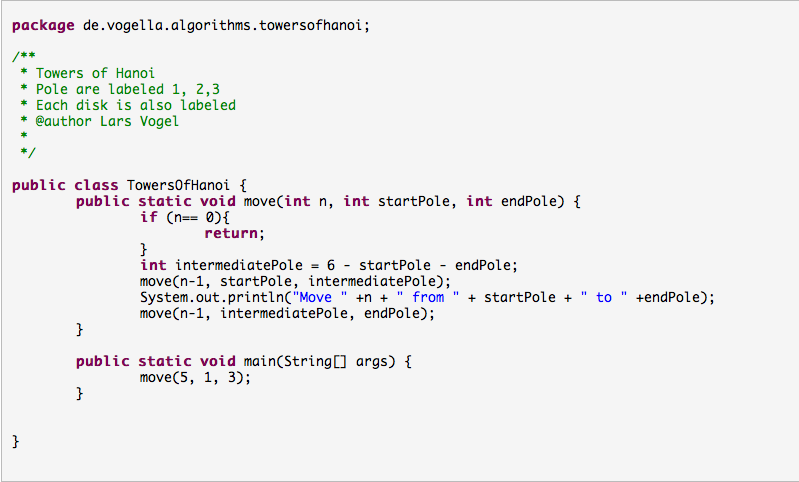 package de.vogella.algorithms.towersofhanoi;
/**
 * Towers of Hanoi
 * Pole are labeled 1, 2,3
 * Each disk is also labeled
 * @author Lars Vogel
 *
 */
public class TowersOfHanoi {
        public static void move(int n, int startPole, int endPole) {
                if (n== 0){
                        return;
                }
                int intermediatePole = 6 - startPole - endPole;
                move(n-1, startPole, intermediatePole);
                System.out.println("Move " +n + " from " + startPole + " to " +endPole);
                move(n-1, intermediatePole, endPole);
        }
        public static void main(String[] args) {
                move(5, 1, 3);
        }
}